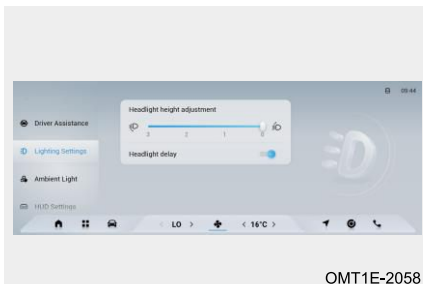 09:44
Headlight height adjustment
3 2 1 0
Driver Assistance
Lighting Settings
Headlight delay
Ambient Light
HUD Settings
< LO > < 16°C >
OMT1E-2058